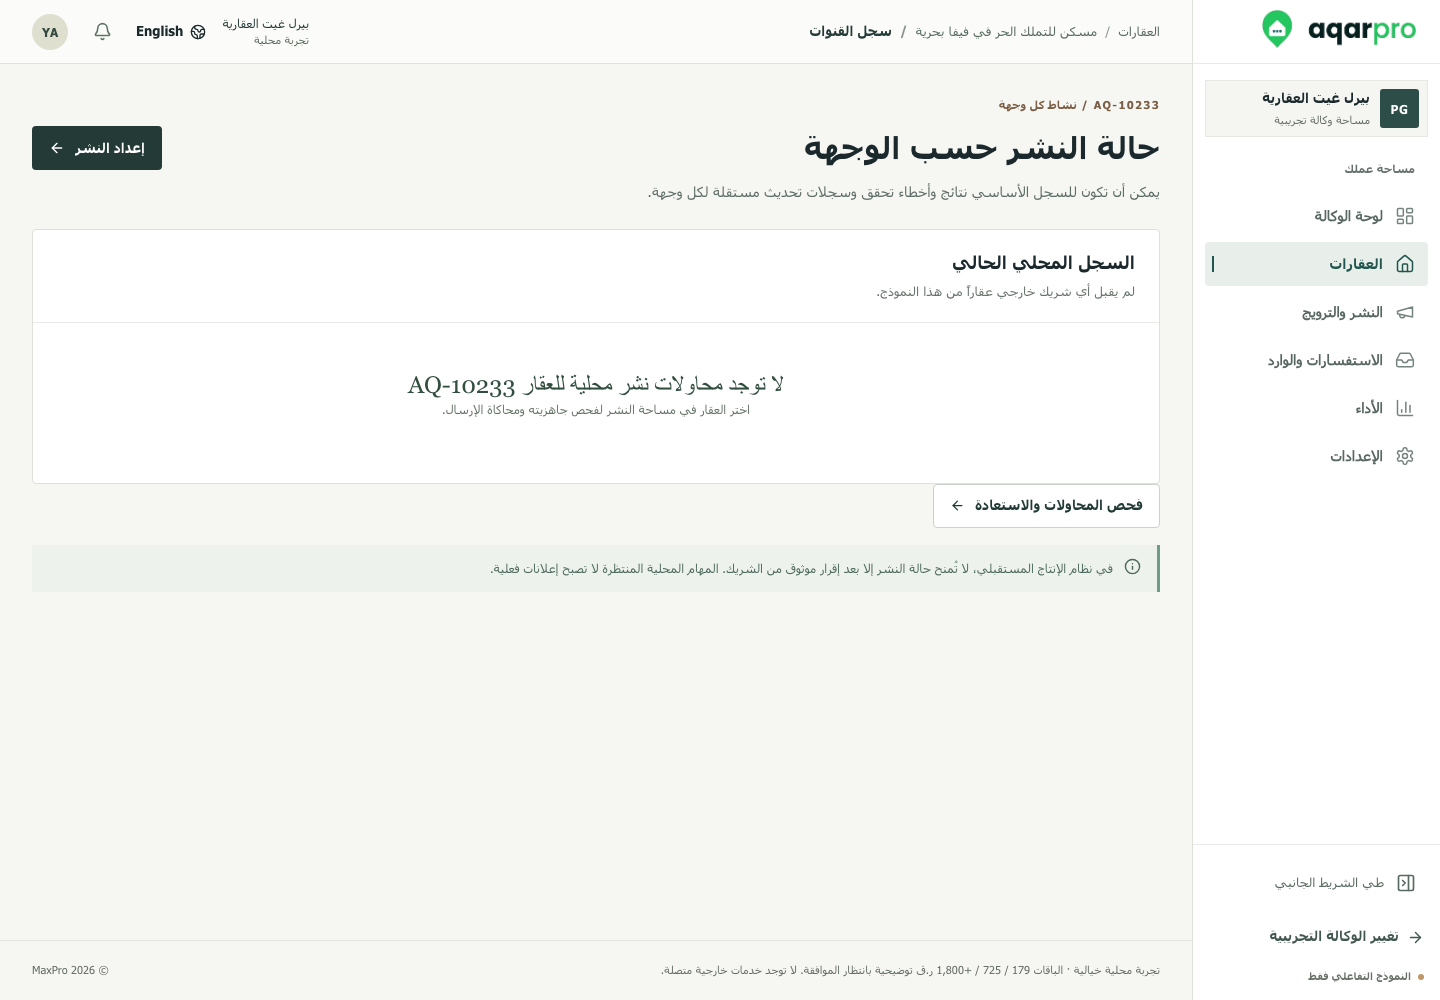 aqarpro
PG
بيرل غيت العقارية
مساحة وكالة تجريبية
مساحة عملك
لوحة الوكالة
العقارات
النشر والترويج
الاستفسارات والوارد
الأداء
الإعدادات
طي الشريط الجانبي
تغيير الوكالة التجريبية
النموذج التفاعلي فقط
العقارات / مسكن للتملك الحر في فيفا بحرية / سجل القنوات
بيرل غيت العقارية
تجربة محلية
English
YA
AQ-10233 / نشاط كل وجهة
حالة النشر حسب الوجهة
يمكن أن تكون للسجل الأساسي نتائج وأخطاء تحقق وسجلات تحديث مستقلة لكل وجهة.
إعداد النشر
السجل المحلي الحالي
لم يقبل أي شريك خارجي عقاراً من هذا النموذج.
لا توجد محاولات نشر محلية للعقار AQ-10233
اختر العقار في مساحة النشر لفحص جاهزيته ومحاكاة الإرسال.
فحص المحاولات والاستعادة
في نظام الإنتاج المستقبلي، لا تُمنح حالة النشر إلا بعد إقرار موثوق من الشريك. المهام المحلية المنتظرة لا تصبح إعلانات فعلية.
تجربة محلية خيالية · الباقات 179 / 725 / +1,800 ر.ق توضيحية بانتظار الموافقة. لا توجد خدمات خارجية متصلة.
© MaxPro 2026